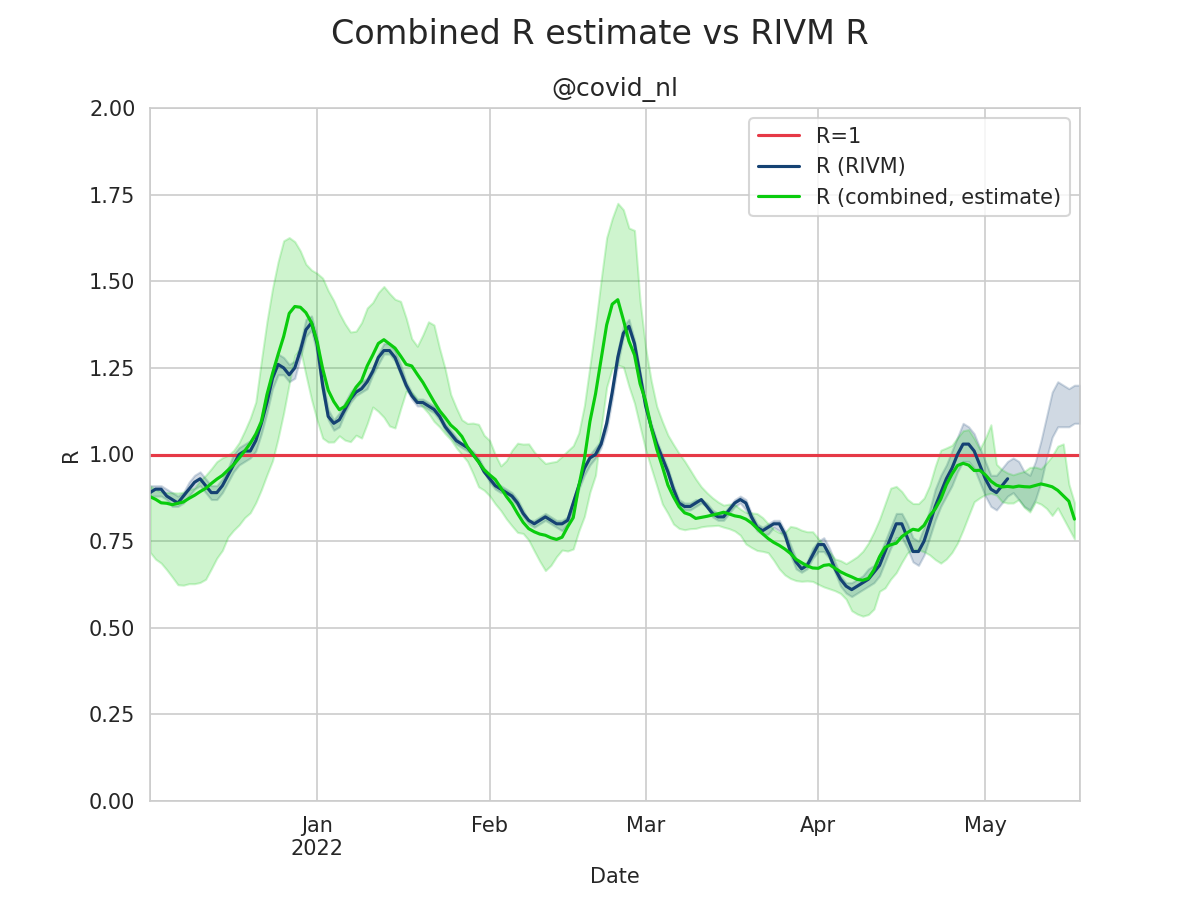 Combined R estimate vs RIVM R
@covid_nl
R=1
R (RIVM)
R (combined, estimate)
2.00
1.75
1.50
1.25
1.00
0.75
0.50
0.25
0.00
R
Jan
2022
Feb
Mar
Apr
May
Date